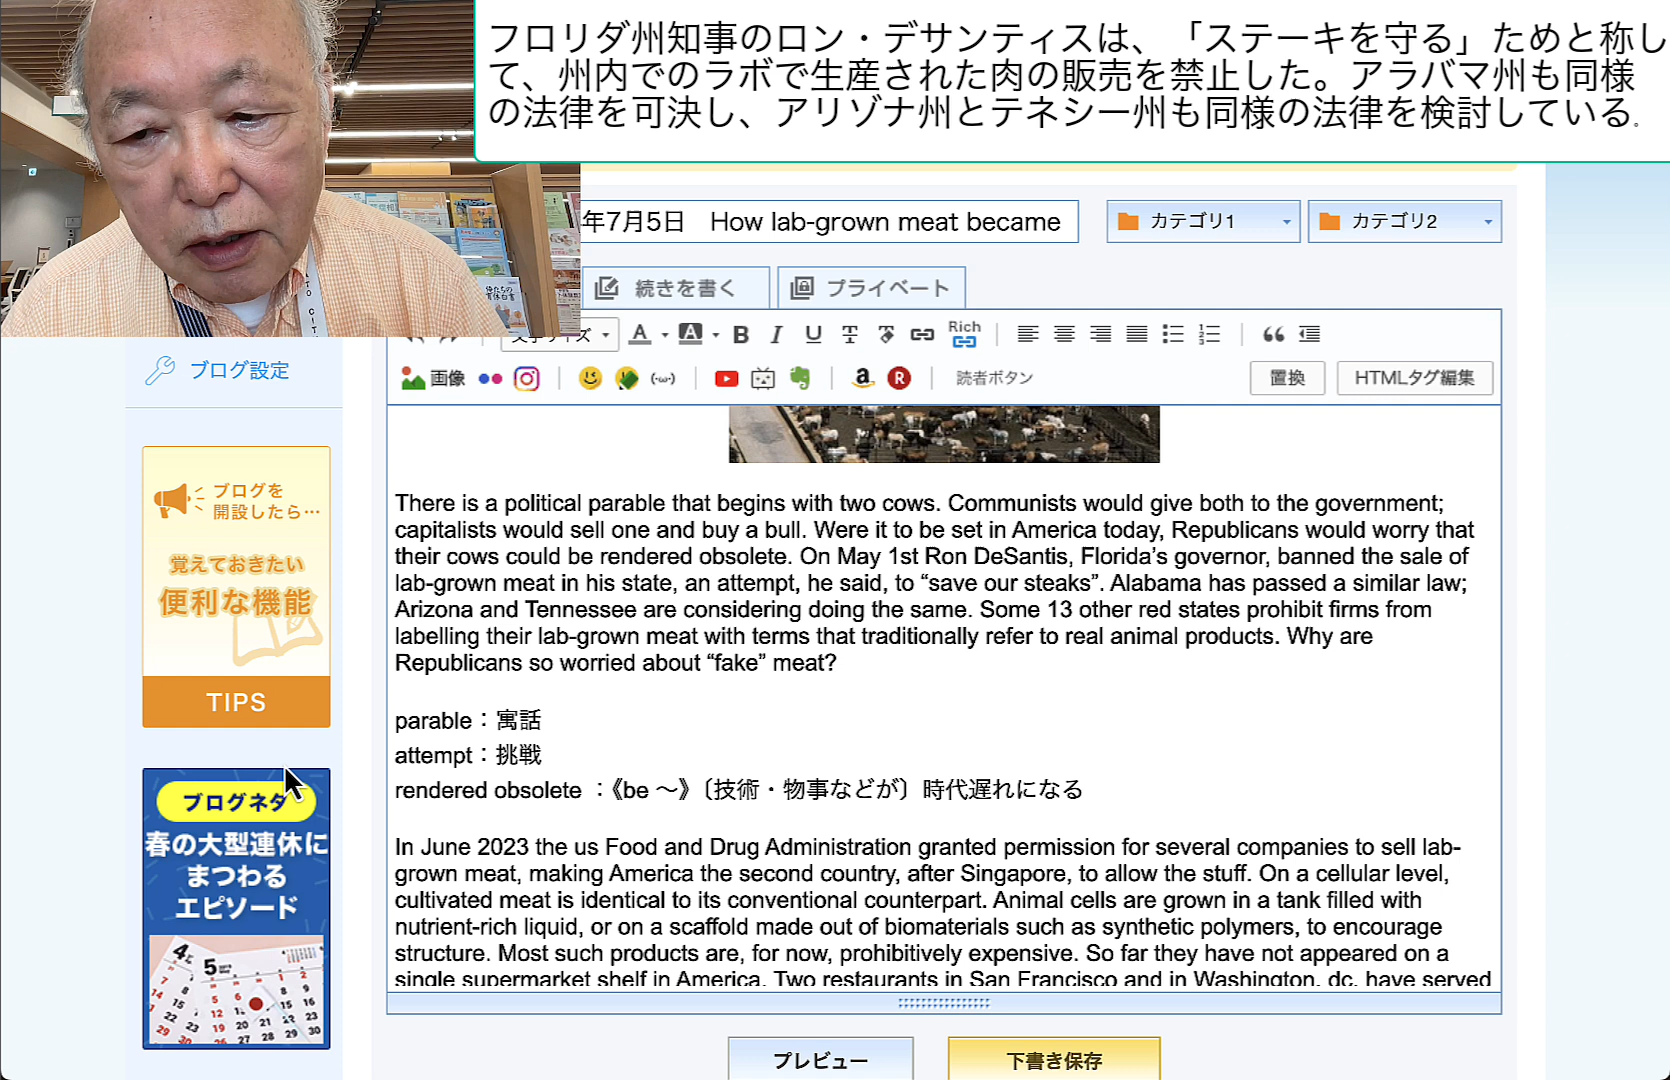 フロリダ州知事のロン・デサンティスは、「ステーキを守る」ためと称し
て、州内でのラボで生産された肉の販売を禁止した。アラバマ州も同様
の法律を可決し、アリゾナ州とテネシー州も同様の法律を検討している.
年7月5日　How lab-grown meat became
カテゴリ1
カテゴリ2
続きを書く
プライベート
文字サイズ
Rich
画像
読者ボタン
置換
HTMLタグ編集
ブログ設定
ブログを
開設したら…
覚えておきたい
便利な機能
TIPS
ブログネタ
春の大型連休に
まつわる
エピソード
There is a political parable that begins with two cows. Communists would give both to the government;
capitalists would sell one and buy a bull. Were it to be set in America today, Republicans would worry that
their cows could be rendered obsolete. On May 1st Ron DeSantis, Florida’s governor, banned the sale of
lab-grown meat in his state, an attempt, he said, to “save our steaks”. Alabama has passed a similar law;
Arizona and Tennessee are considering doing the same. Some 13 other red states prohibit firms from
labelling their lab-grown meat with terms that traditionally refer to real animal products. Why are
Republicans so worried about “fake” meat?
parable：寓話
attempt：挑戦
rendered obsolete ：《be ～》〔技術・物事などが〕時代遅れになる
In June 2023 the us Food and Drug Administration granted permission for several companies to sell lab-
grown meat, making America the second country, after Singapore, to allow the stuff. On a cellular level,
cultivated meat is identical to its conventional counterpart. Animal cells are grown in a tank filled with
nutrient-rich liquid, or on a scaffold made out of biomaterials such as synthetic polymers, to encourage
structure. Most such products are, for now, prohibitively expensive. So far they have not appeared on a
single supermarket shelf in America. Two restaurants in San Francisco and in Washington, dc, have served
プレビュー
下書き保存